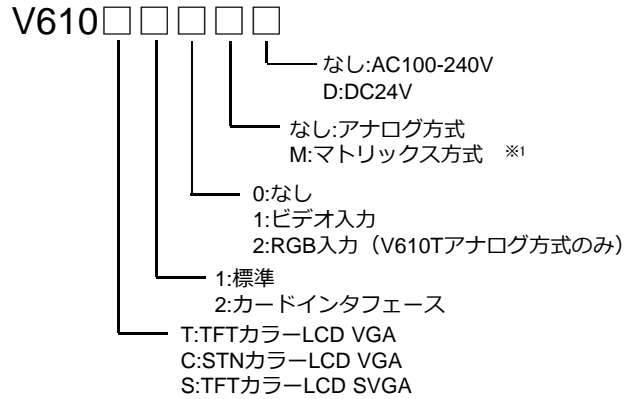 V610□□□□□
なし:AC100-240V
D:DC24V
なし:アナログ方式
M:マトリックス方式 ※1
0:なし
1:ビデオ入力
2:RGB入力（V610Tアナログ方式のみ）
1:標準
2:カードインタフェース
T:TFTカラーLCD VGA
C:STNカラーLCD VGA
S:TFTカラーLCD SVGA